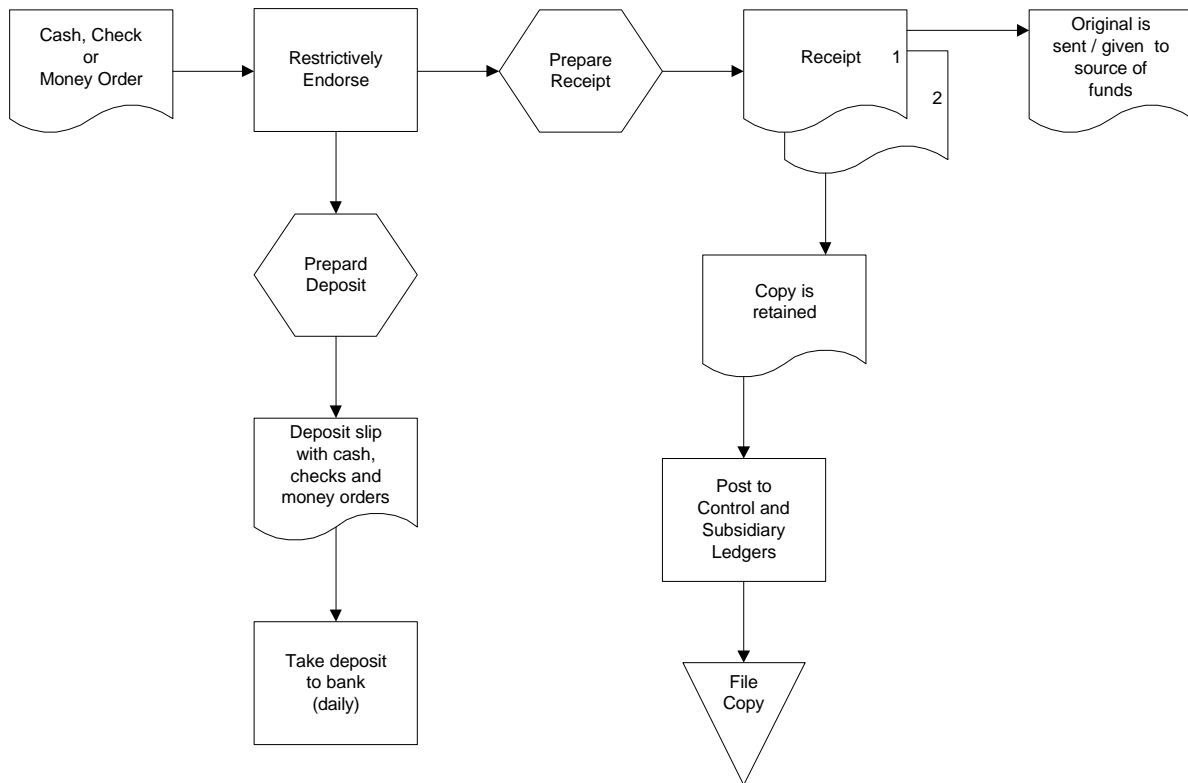 Cash, Check
or
Money Order
Restrictively
Endorse
Prepare
Receipt
Receipt
1
2
Original is
sent / given to
source of
funds
Prepard
Deposit
Copy is
retained
Deposit slip
with cash,
checks and
money orders
Post to
Control and
Subsidiary
Ledgers
Take deposit
to bank
(daily)
File
Copy